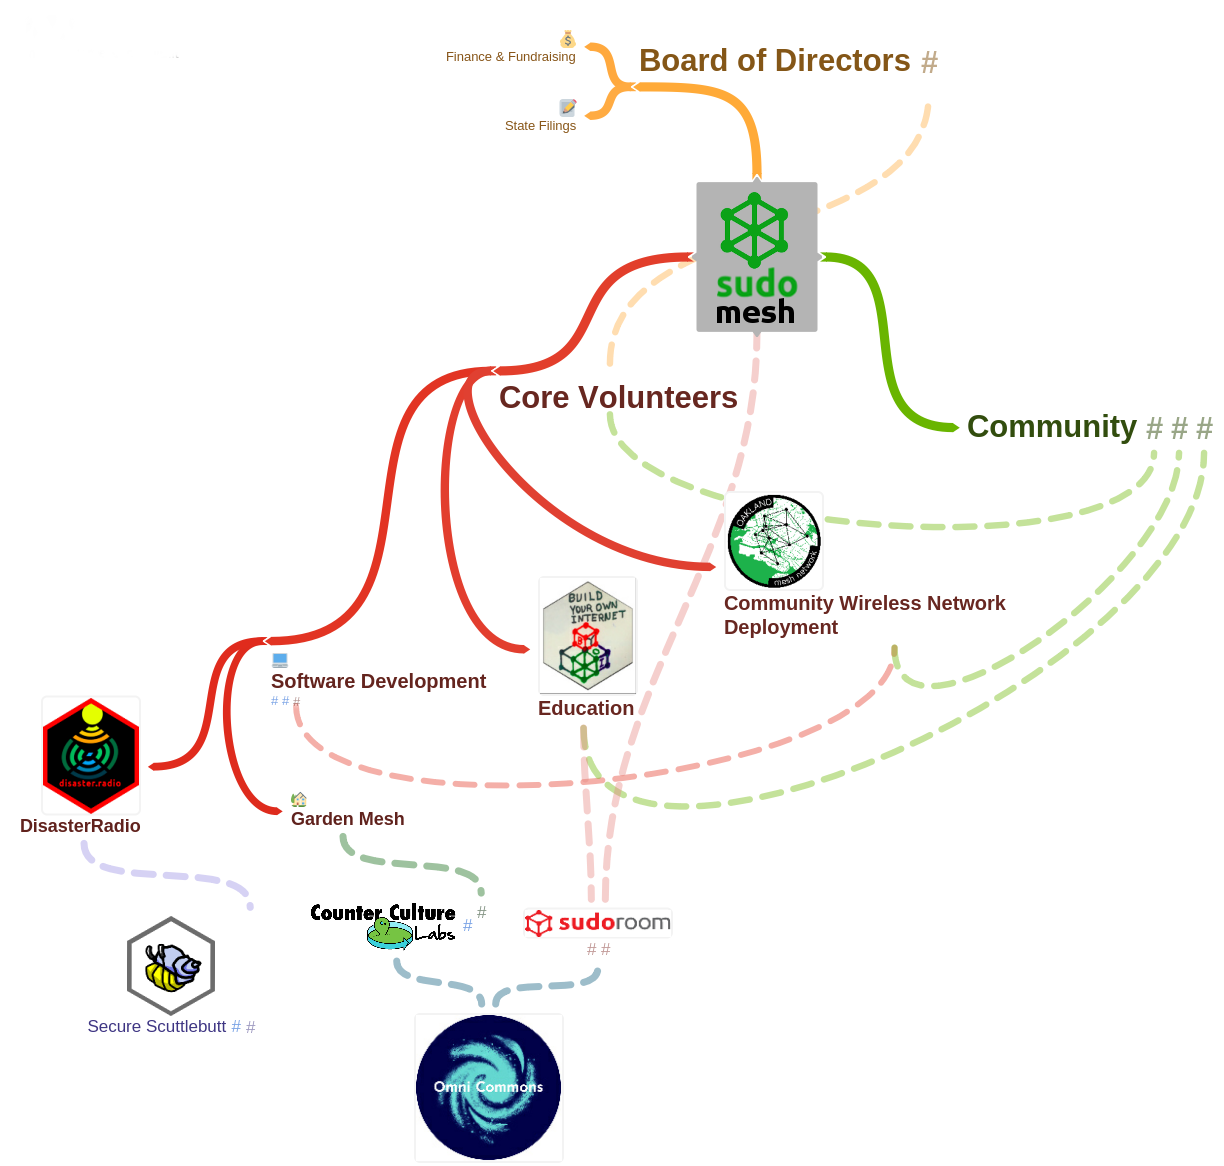 Finance & Fundraising
Board of Directors #
State Filings
sudo
mesh
Core Volunteers
Community # # #
OAKLAND
mesh network
Community Wireless Network
Deployment
BUILD
YOUR OWN
INTERNET
B Y
O I
Education
Software Development
# # #
disaster.radio
DisasterRadio
Garden Mesh
Counter Culture
Labs
# #
sudoroom
# #
Secure Scuttlebutt # #
Omni Commons